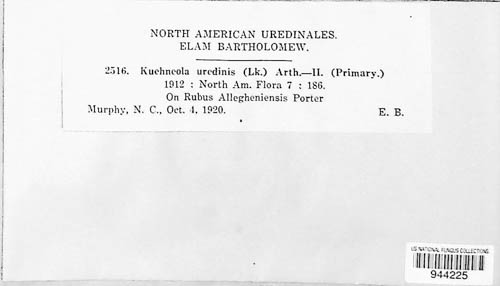 NORTH AMERICAN UREDINALES.
ELAM BARTHOLOMEW.
2516. Kuehneola uredinis (Lk.) Arth.—II. (Primary.)
1912 : North Am. Flora 7 : 186.
On Rubus Allegheniensis Porter
Murphy, N. C., Oct. 4, 1920. E. B.
US NATIONAL FUNGUS COLLECTIONS
944225